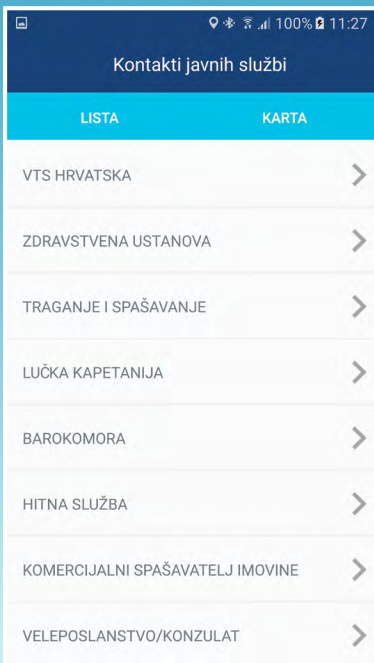 100% 11:27
Kontakti javnih službi
LISTA KARTA
VTS HRVATSKA
ZDRAVSTVENA USTANOVA
TRAGANJE I SPAŠAVANJE
LUČKA KAPETANIJA
BAROKOMORA
HITNA SLUŽBA
KOMERCIJALNI SPAŠAVATELJ IMOVINE
VELEPOSLANSTVO/KONZULAT